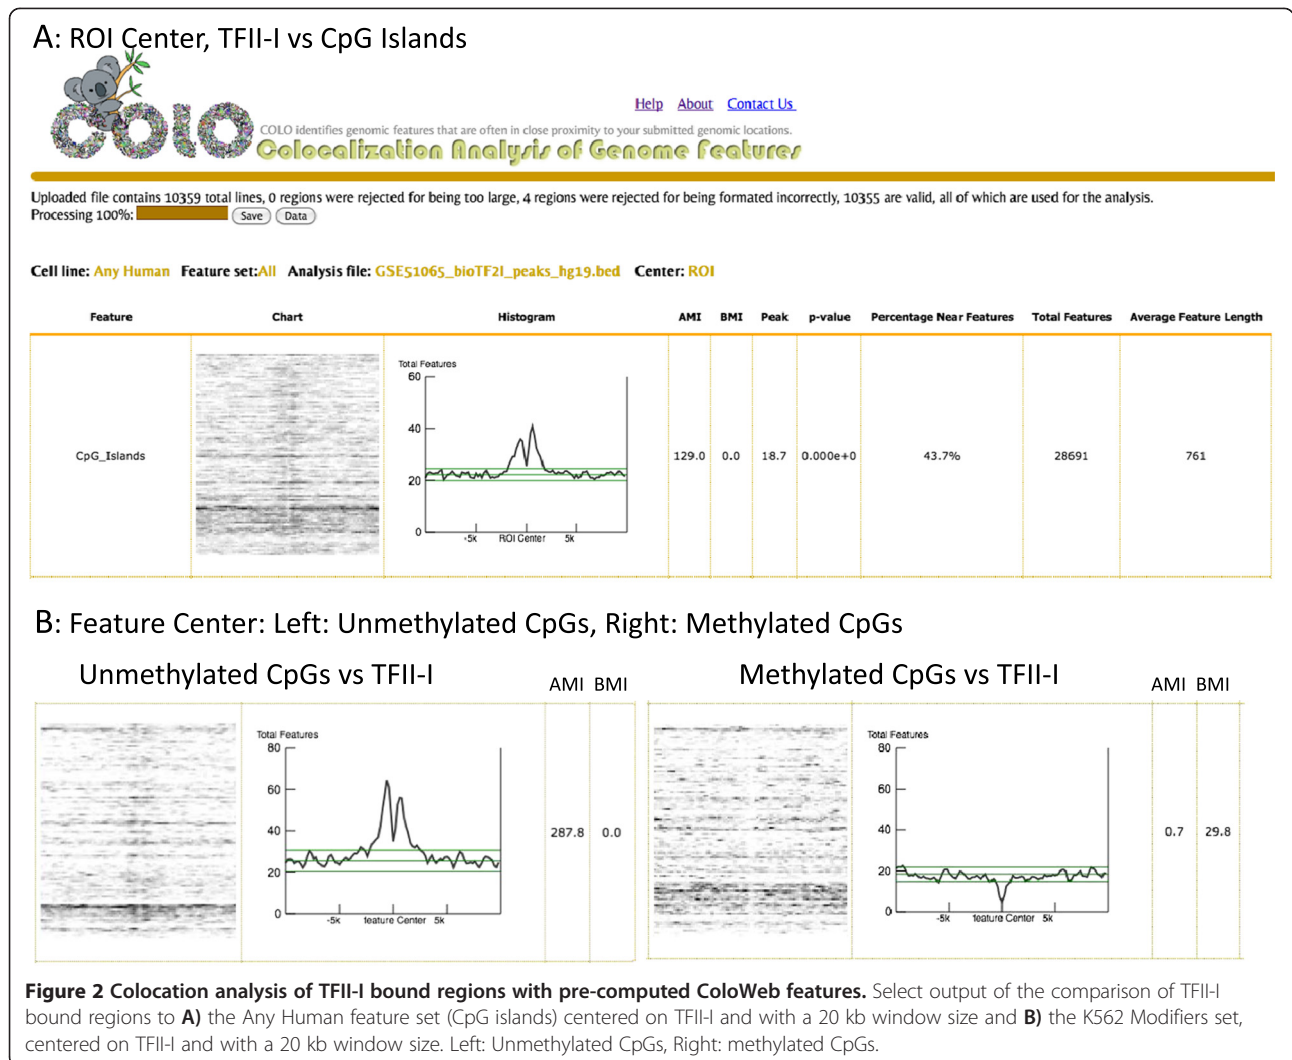 A: ROI Center, TFII-I vs CpG Islands
COLO
Help About Contact Us
COLO identifies genomic features that are often in close proximity to your submitted genomic locations.
Colocalization Analysis of Genome Features
Uploaded file contains 10359 total lines, 0 regions were rejected for being too large, 4 regions were rejected for being formated incorrectly, 10355 are valid, all of which are used for the analysis.
Processing 100%: Save Data
Cell line: Any Human Feature set:All Analysis file: GSE51065_bioTF2I_peaks_hg19.bed Center: ROI
Feature Chart Histogram AMI BMI Peak p-value Percentage Near Features Total Features Average Feature Length
Total Features
60
40
20
0
-5k ROI Center 5k
CpG_Islands 129.0 0.0 18.7 0.000e+0 43.7% 28691 761
B: Feature Center: Left: Unmethylated CpGs, Right: Methylated CpGs
Unmethylated CpGs vs TFII-I AMI BMI
Total Features
80
60
40
20
0
-5k feature Center 5k
287.8 0.0
Methylated CpGs vs TFII-I AMI BMI
Total Features
80
60
40
20
0
-5k feature Center 5k
0.7 29.8
Figure 2 Colocation analysis of TFII-I bound regions with pre-computed ColoWeb features. Select output of the comparison of TFII-I
bound regions to A) the Any Human feature set (CpG islands) centered on TFII-I and with a 20 kb window size and B) the K562 Modifiers set,
centered on TFII-I and with a 20 kb window size. Left: Unmethylated CpGs, Right: methylated CpGs.